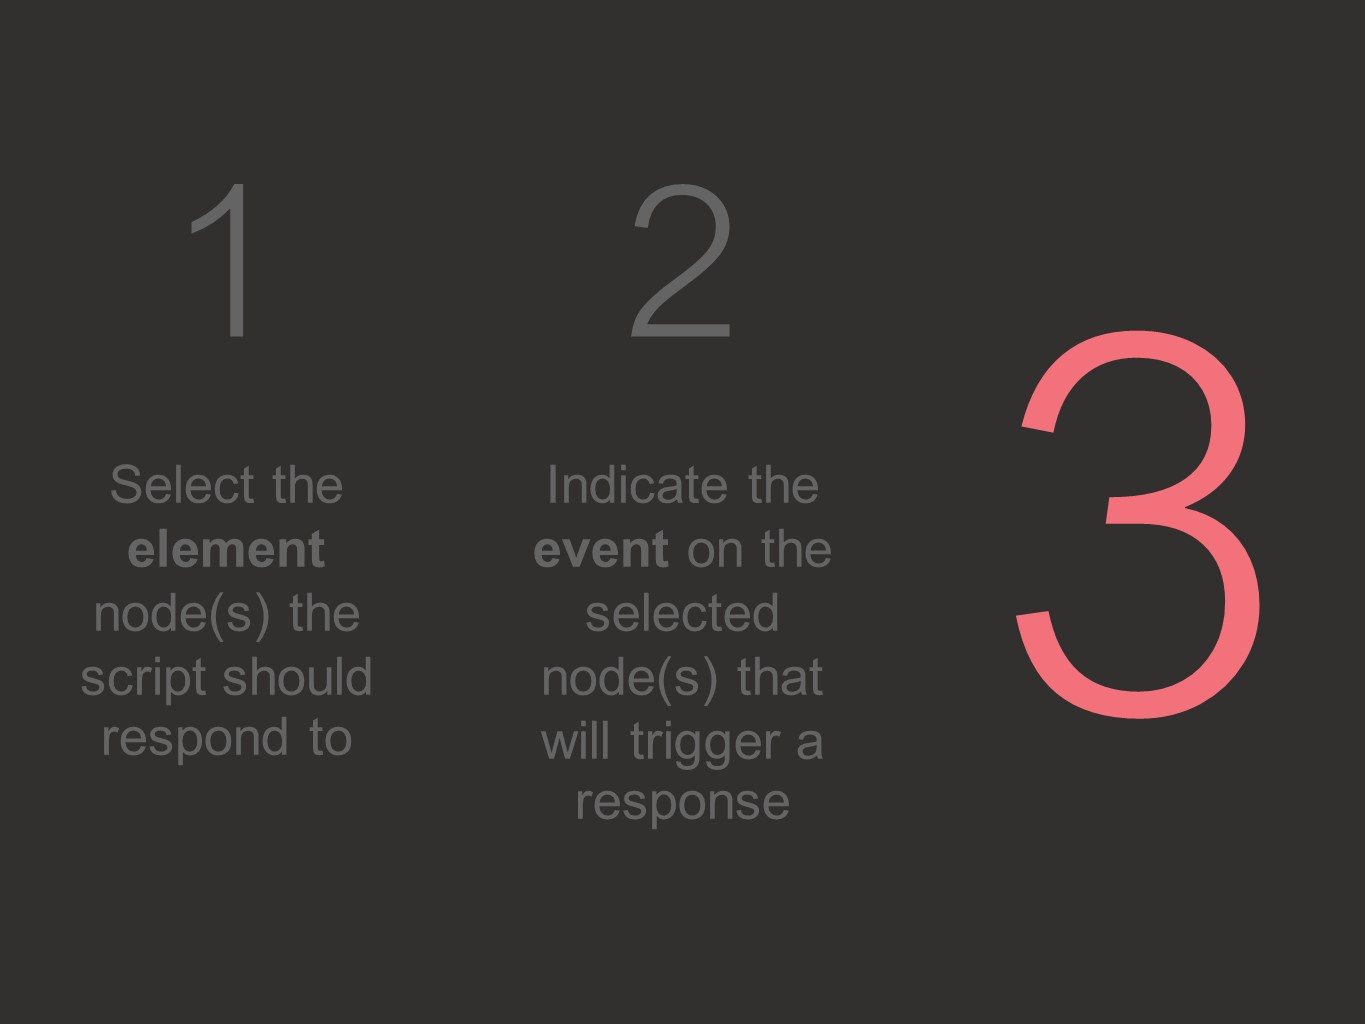 1
Select the
element
node(s) the
script should
respond to
2
Indicate the
event on the
selected
node(s) that
will trigger a
response
3